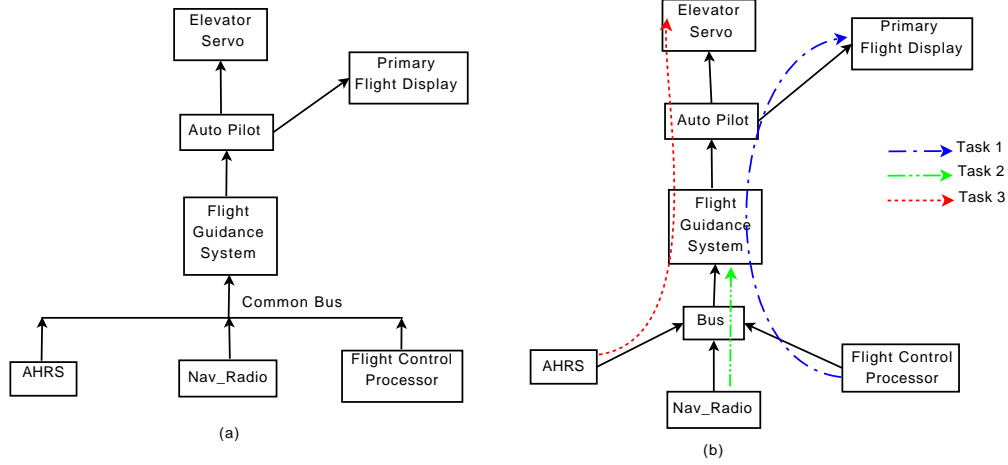 Elevator
Servo
Primary
Flight Display
Auto Pilot
Flight
Guidance
System
Common Bus
AHRS
Nav_Radio
Flight Control
Processor
(a)
Elevator
Servo
Primary
Flight Display
Auto Pilot
Task 1
Task 2
Task 3
Flight
Guidance
System
Bus
AHRS
Flight Control
Processor
Nav_Radio
(b)